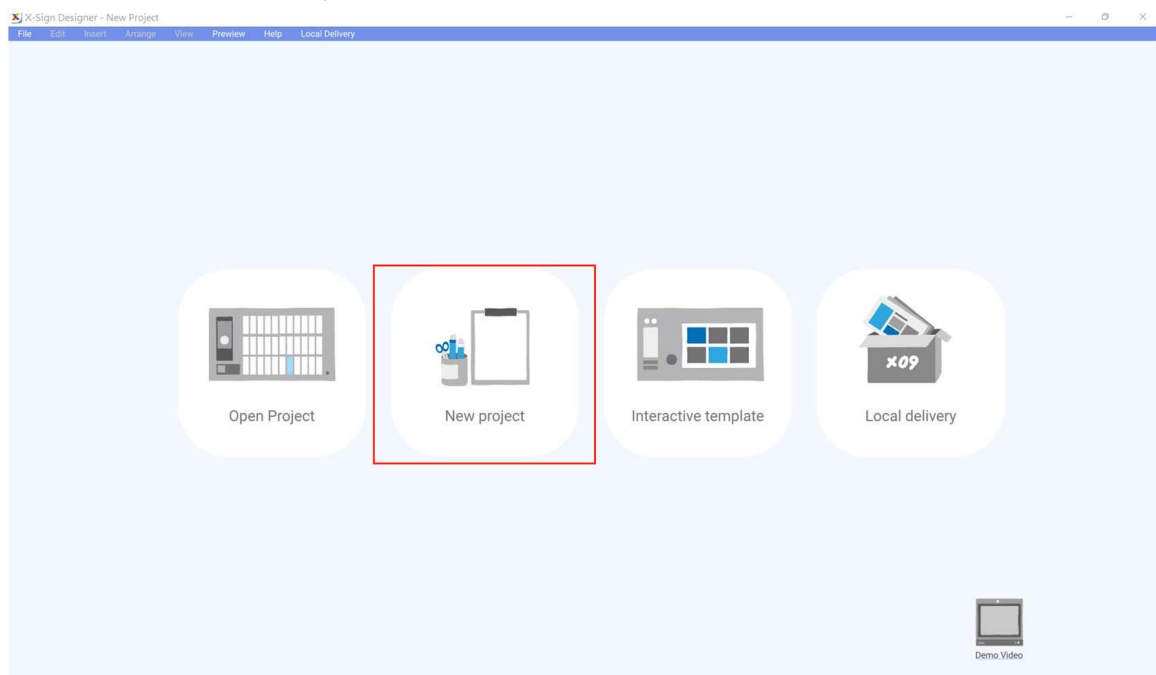 X-Sign Designer - New Project
File Edit Insert Arrange View Prewiew Help Local Delivery
Open Project
New project
Interactive template
x09
Local delivery
Demo Video